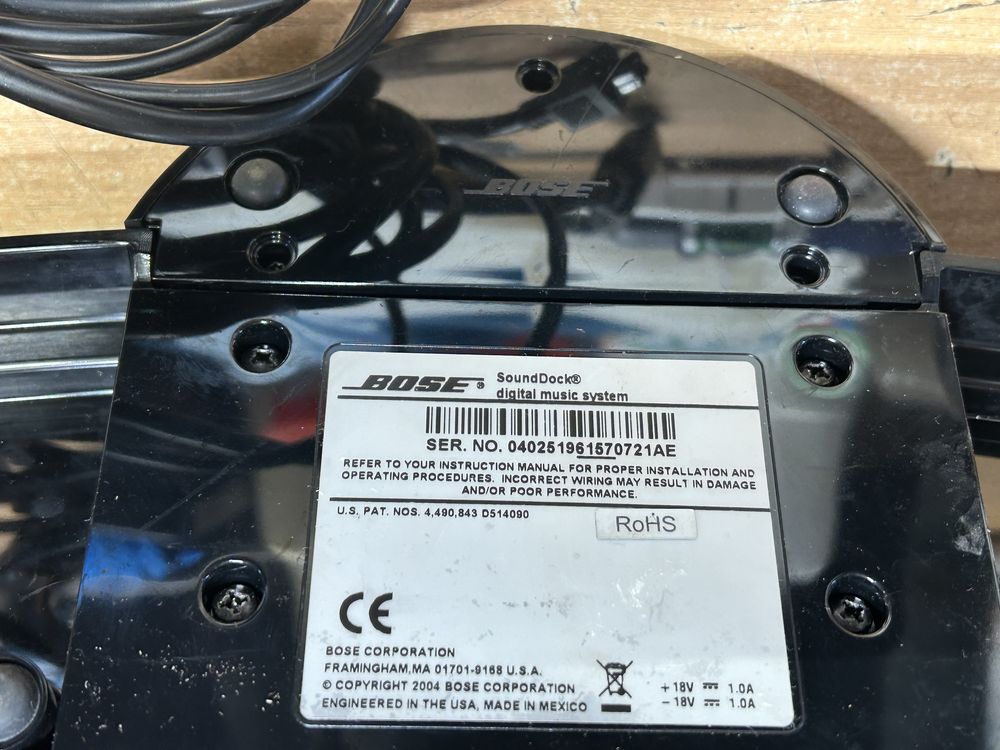 BOSE
BOSE® SoundDock®
digital music system
SER. NO. 040251961570721AE
REFER TO YOUR INSTRUCTION MANUAL FOR PROPER INSTALLATION AND
OPERATING PROCEDURES. INCORRECT WIRING MAY RESULT IN DAMAGE
AND/OR POOR PERFORMANCE.
U.S. PAT. NOS. 4,490,843 D514090
RoHS
CE
BOSE CORPORATION
FRAMINGHAM,MA 01701-9168 U.S.A.
© COPYRIGHT 2004 BOSE CORPORATION
ENGINEERED IN THE USA, MADE IN MEXICO
+18V ⎓ 1.0A
−18V ⎓ 1.0A